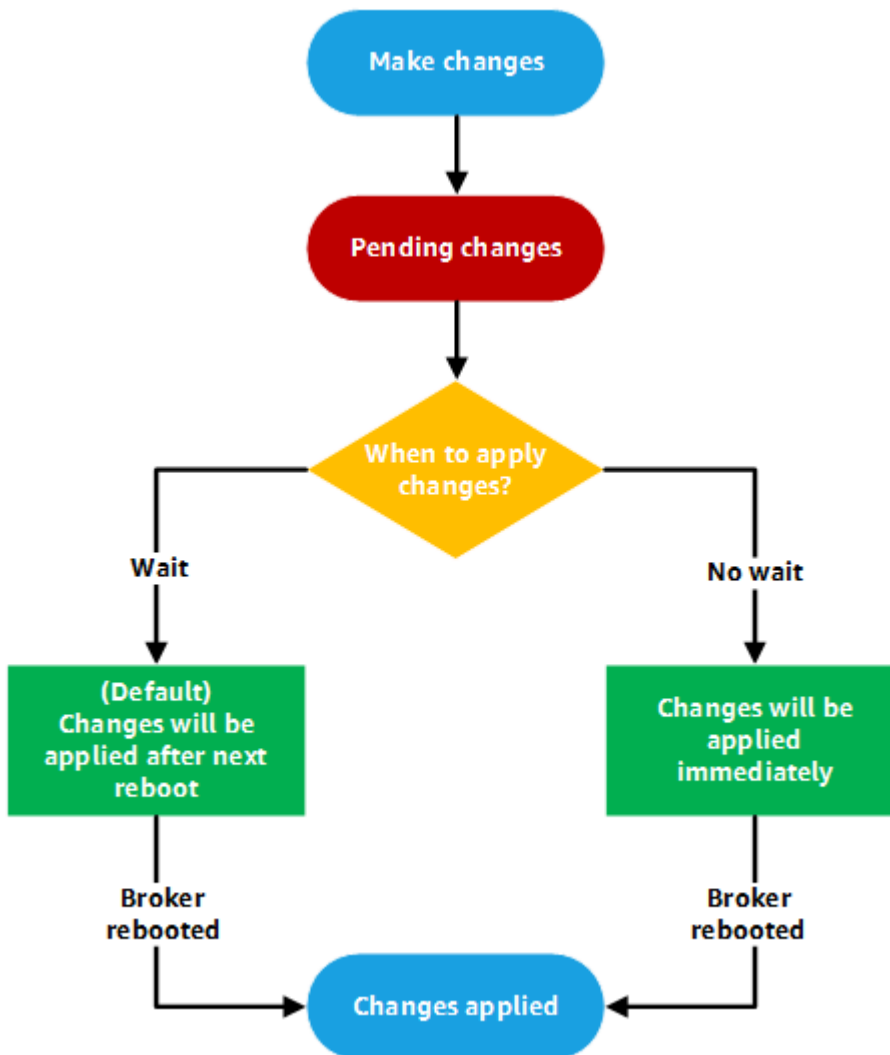 Make changes
Pending changes
When to apply
changes?
Wait
No wait
(Default)
Changes will be
applied after next
reboot
Changes will be
applied
immediately
Broker
rebooted
Broker
rebooted
Changes applied